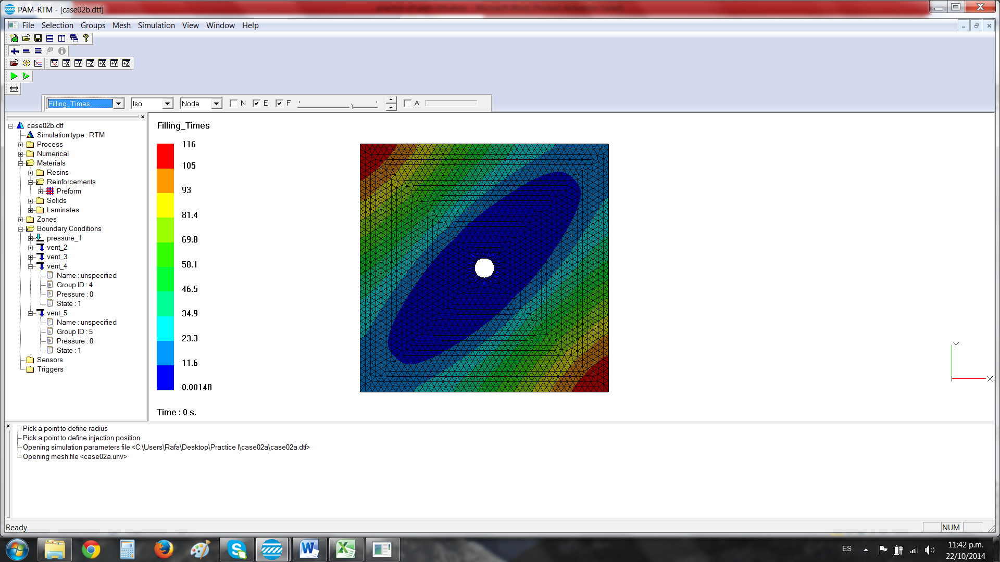 PAM-RTM - [case02b.dtf]
File Selection Groups Mesh Simulation View Window Help
Filling_Times Iso Node N E F A
case02b.dtf
Simulation type : RTM
Process
Numerical
Materials
Resins
Reinforcements
Preform
Solids
Laminates
Zones
Boundary Conditions
pressure_1
vent_2
vent_3
vent_4
Name : unspecified
Group ID : 4
Pressure : 0
State : 1
vent_5
Name : unspecified
Group ID : 5
Pressure : 0
State : 1
Sensors
Triggers
Filling_Times
116
105
93
81.4
69.8
58.1
46.5
34.9
23.3
11.6
0.00148
Time : 0 s.
Y
X
Pick a point to define radius
Pick a point to define injection position
Opening simulation parameters file <C:\Users\Rafa\Desktop\Practice I\case02a\case02a.dtf>
Opening mesh file <case02a.unv>
Ready
NUM
ES
11:42 p.m.
22/10/2014